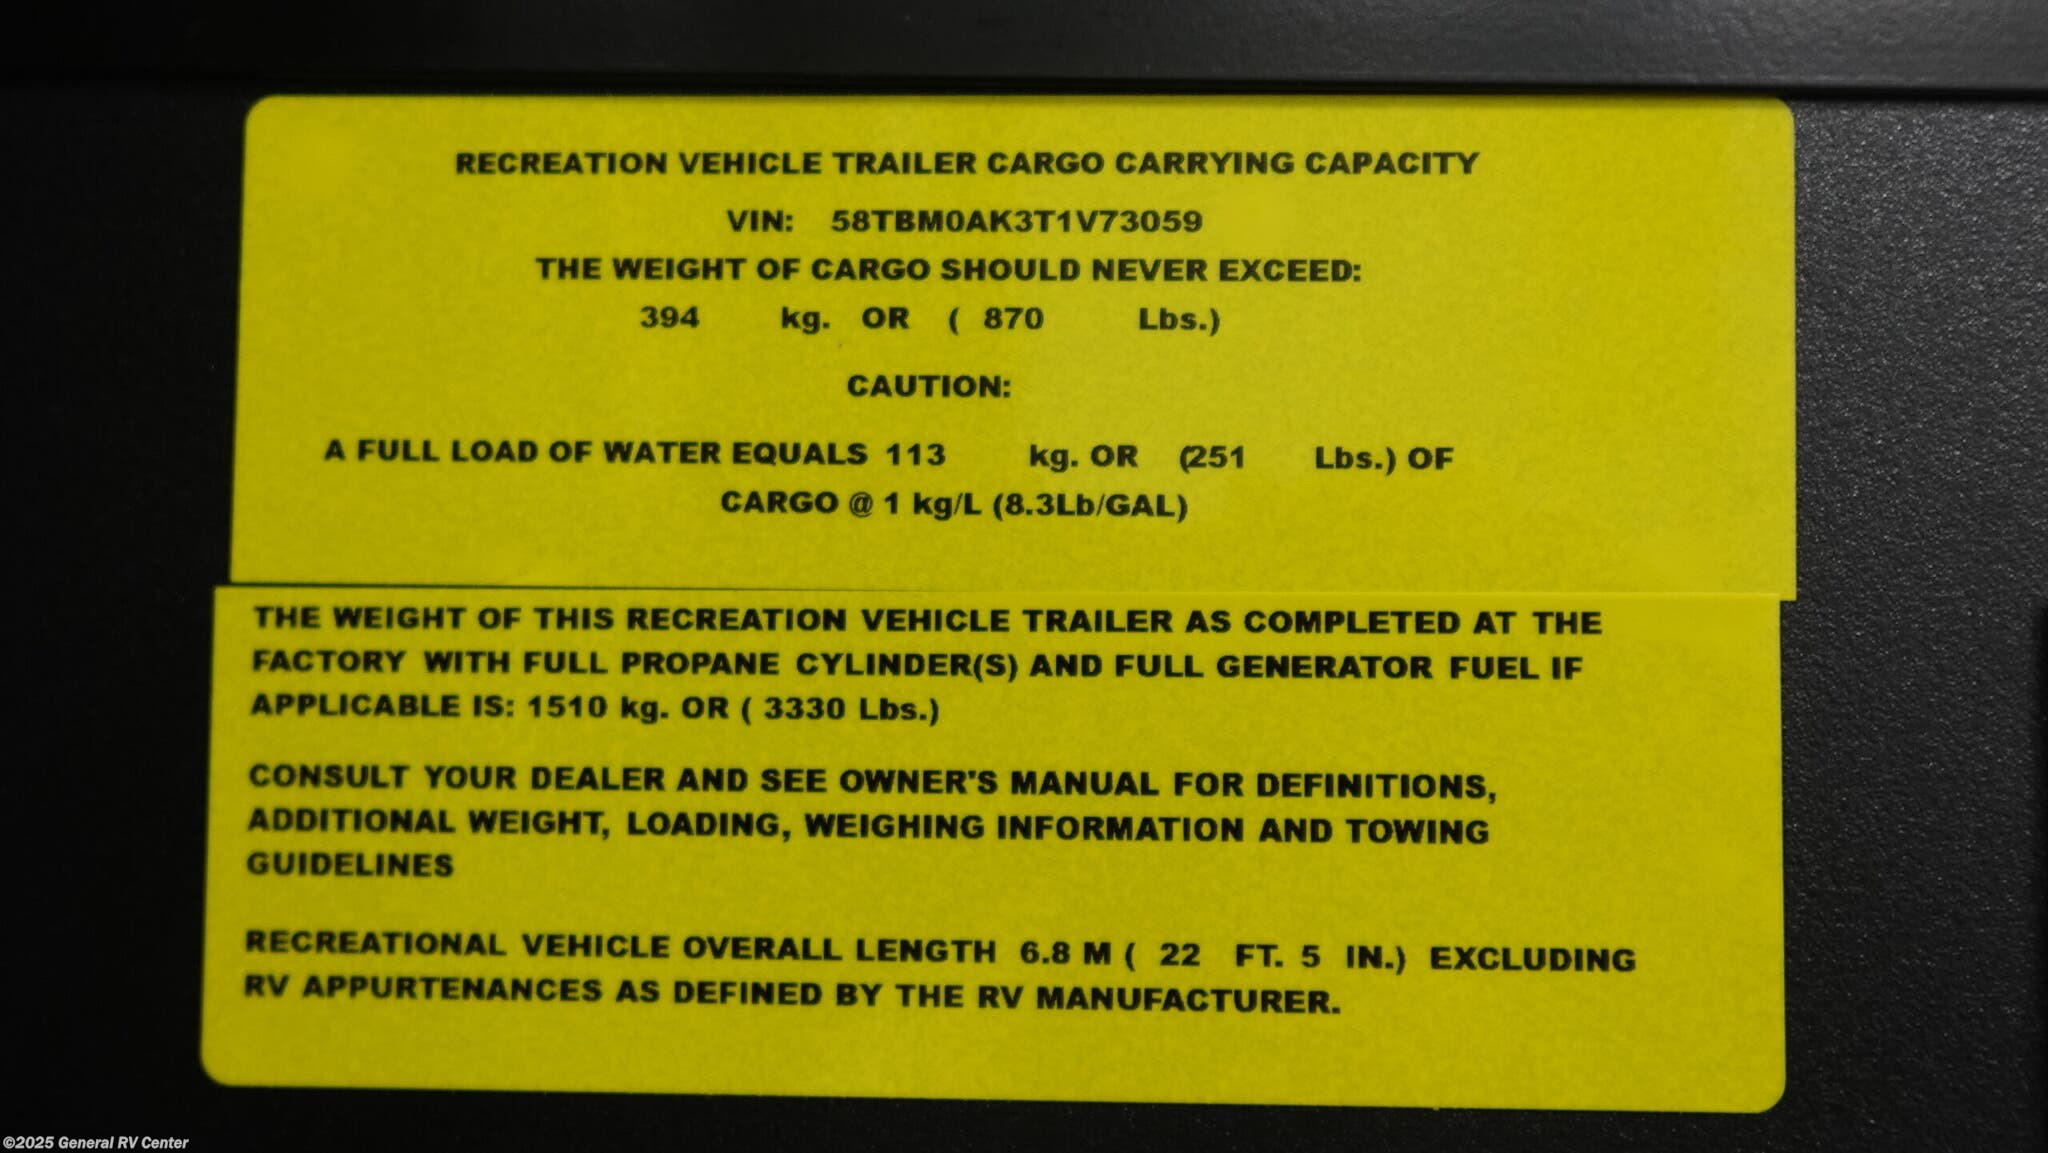 RECREATION VEHICLE TRAILER CARGO CARRYING CAPACITY
VIN: 58TBM0AK3T1V73059
THE WEIGHT OF CARGO SHOULD NEVER EXCEED:
394 kg. OR ( 870 Lbs.)
CAUTION:
A FULL LOAD OF WATER EQUALS 113 kg. OR (251 Lbs.) OF
CARGO @ 1 kg/L (8.3Lb/GAL)
THE WEIGHT OF THIS RECREATION VEHICLE TRAILER AS COMPLETED AT THE
FACTORY WITH FULL PROPANE CYLINDER(S) AND FULL GENERATOR FUEL IF
APPLICABLE IS: 1510 kg. OR ( 3330 Lbs.)
CONSULT YOUR DEALER AND SEE OWNER'S MANUAL FOR DEFINITIONS,
ADDITIONAL WEIGHT, LOADING, WEIGHING INFORMATION AND TOWING
GUIDELINES
RECREATIONAL VEHICLE OVERALL LENGTH 6.8 M ( 22 FT. 5 IN.) EXCLUDING
RV APPURTENANCES AS DEFINED BY THE RV MANUFACTURER.
©2025 General RV Center